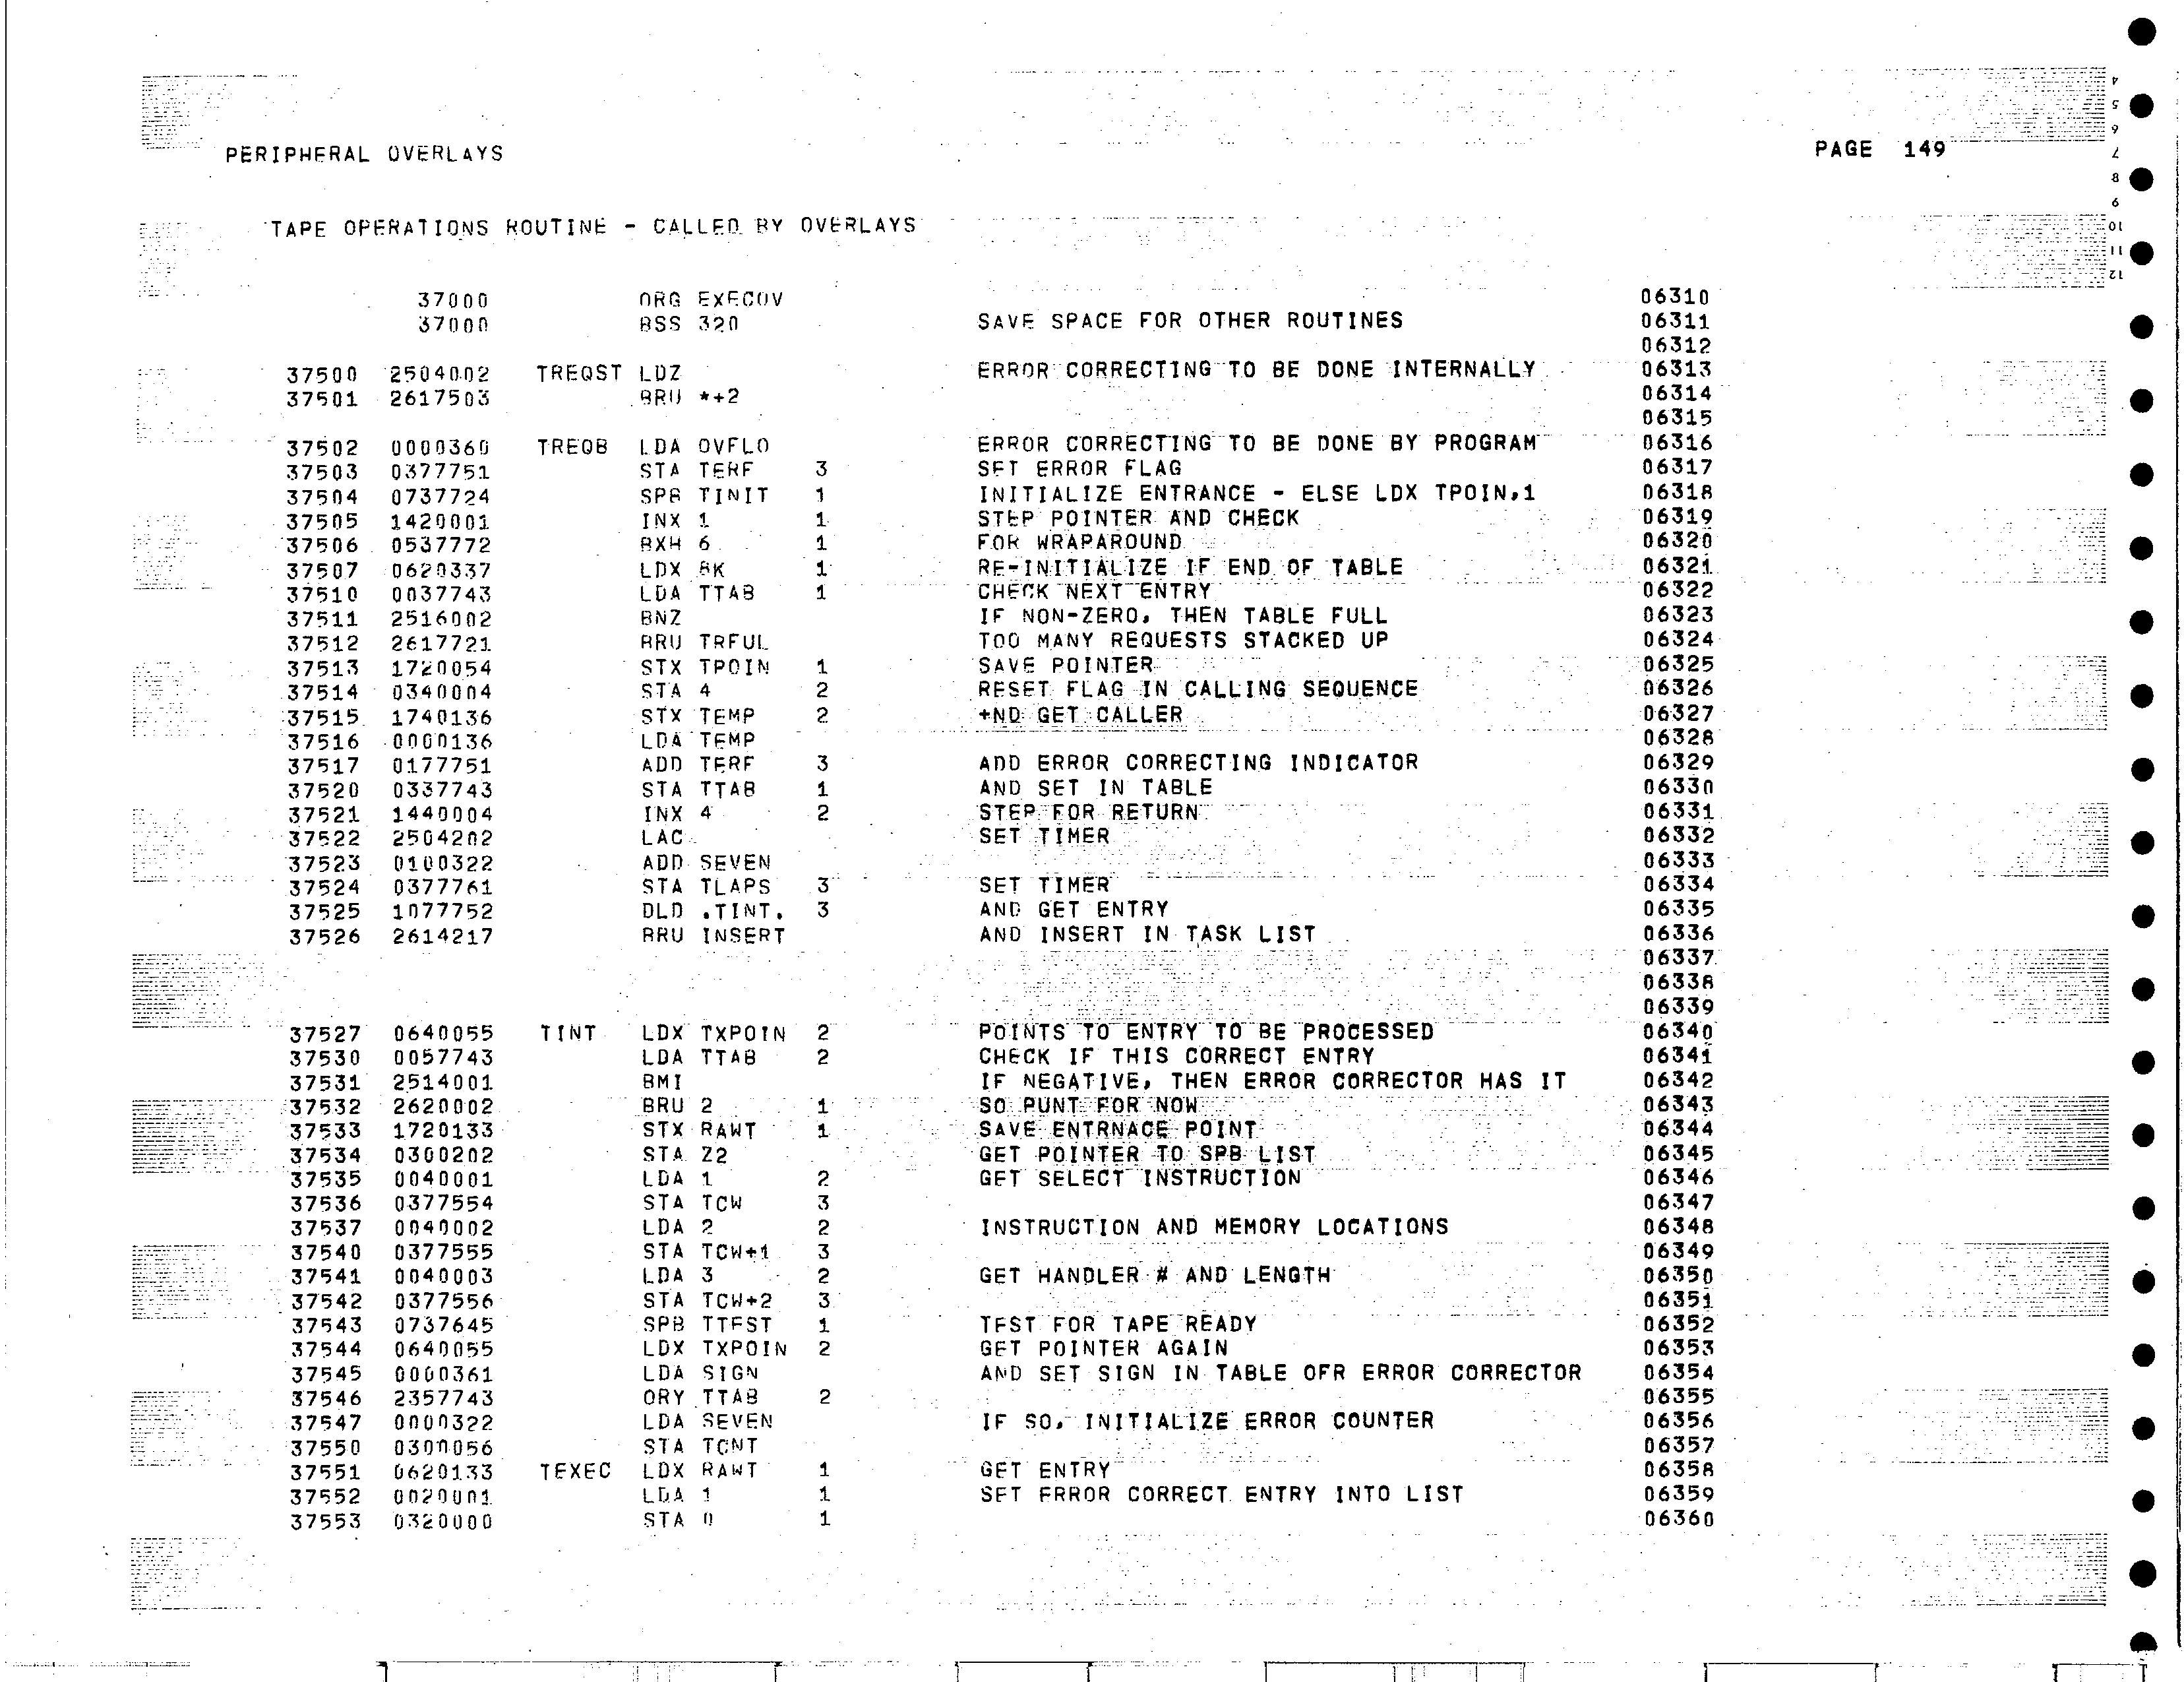 PERIPHERAL OVERLAYS PAGE 149
TAPE OPERATIONS ROUTINE - CALLED BY OVERLAYS
37000 ORG EXECOV 06310
37000 BSS 320 SAVE SPACE FOR OTHER ROUTINES 06311
06312
37500 2504002 TREQST LDZ ERROR CORRECTING TO BE DONE INTERNALLY 06313
37501 2617503 BRU *+2 06314
06315
37502 0000360 TREQB LDA OVFLO ERROR CORRECTING TO BE DONE BY PROGRAM 06316
37503 0377751 STA TERF 3 SET ERROR FLAG 06317
37504 0737724 SPB TINIT 1 INITIALIZE ENTRANCE - ELSE LDX TPOIN,1 06318
37505 1420001 INX 1 1 STEP POINTER AND CHECK 06319
37506 0537772 BXH 6 1 FOR WRAPAROUND 06320
37507 0620337 LDX BK 1 RE-INITIALIZE IF END OF TABLE 06321
37510 0037743 LDA TTAB 1 CHECK NEXT ENTRY 06322
37511 2516002 BNZ IF NON-ZERO, THEN TABLE FULL 06323
37512 2617721 BRU TRFUL TOO MANY REQUESTS STACKED UP 06324
37513 1720054 STX TPOIN 1 SAVE POINTER 06325
37514 0340004 STA 4 2 RESET FLAG IN CALLING SEQUENCE 06326
37515 1740136 STX TEMP 2 +ND GET CALLER 06327
37516 0000136 LDA TEMP 06328
37517 0177751 ADD TERF 3 ADD ERROR CORRECTING INDICATOR 06329
37520 0337743 STA TTAB 1 AND SET IN TABLE 06330
37521 1440004 INX 4 2 STEP FOR RETURN 06331
37522 2504202 LAC SET TIMER 06332
37523 0100322 ADD SEVEN 06333
37524 0377761 STA TLAPS 3 SET TIMER 06334
37525 1077752 DLD .TINT. 3 AND GET ENTRY 06335
37526 2614217 BRU INSERT AND INSERT IN TASK LIST 06336
06337
06338
06339
37527 0640055 TINT LDX TXPOIN 2 POINTS TO ENTRY TO BE PROCESSED 06340
37530 0057743 LDA TTAB 2 CHECK IF THIS CORRECT ENTRY 06341
37531 2514001 BMI IF NEGATIVE, THEN ERROR CORRECTOR HAS IT 06342
37532 2620002 BRU 2 1 SO PUNT FOR NOW 06343
37533 1720133 STX RAWT 1 SAVE ENTRNACE POINT 06344
37534 0300202 STA Z2 GET POINTER TO SPB LIST 06345
37535 0040001 LDA 1 2 GET SELECT INSTRUCTION 06346
37536 0377554 STA TCW 3 06347
37537 0040002 LDA 2 2 INSTRUCTION AND MEMORY LOCATIONS 06348
37540 0377555 STA TCW+1 3 06349
37541 0040003 LDA 3 2 GET HANDLER # AND LENGTH 06350
37542 0377556 STA TCW+2 3 06351
37543 0737645 SPB TTEST 1 TEST FOR TAPE READY 06352
37544 0640055 LDX TXPOIN 2 GET POINTER AGAIN 06353
37545 0000361 LDA SIGN AND SET SIGN IN TABLE OFR ERROR CORRECTOR 06354
37546 2357743 ORY TTAB 2 06355
37547 0000322 LDA SEVEN IF SO, INITIALIZE ERROR COUNTER 06356
37550 0300056 STA TCNT 06357
37551 0620133 TEXEC LDX RAWT 1 GET ENTRY 06358
37552 0020001 LDA 1 1 SET ERROR CORRECT ENTRY INTO LIST 06359
37553 0320000 STA 0 1 06360
4
5
6
7
8
9
10
11
12